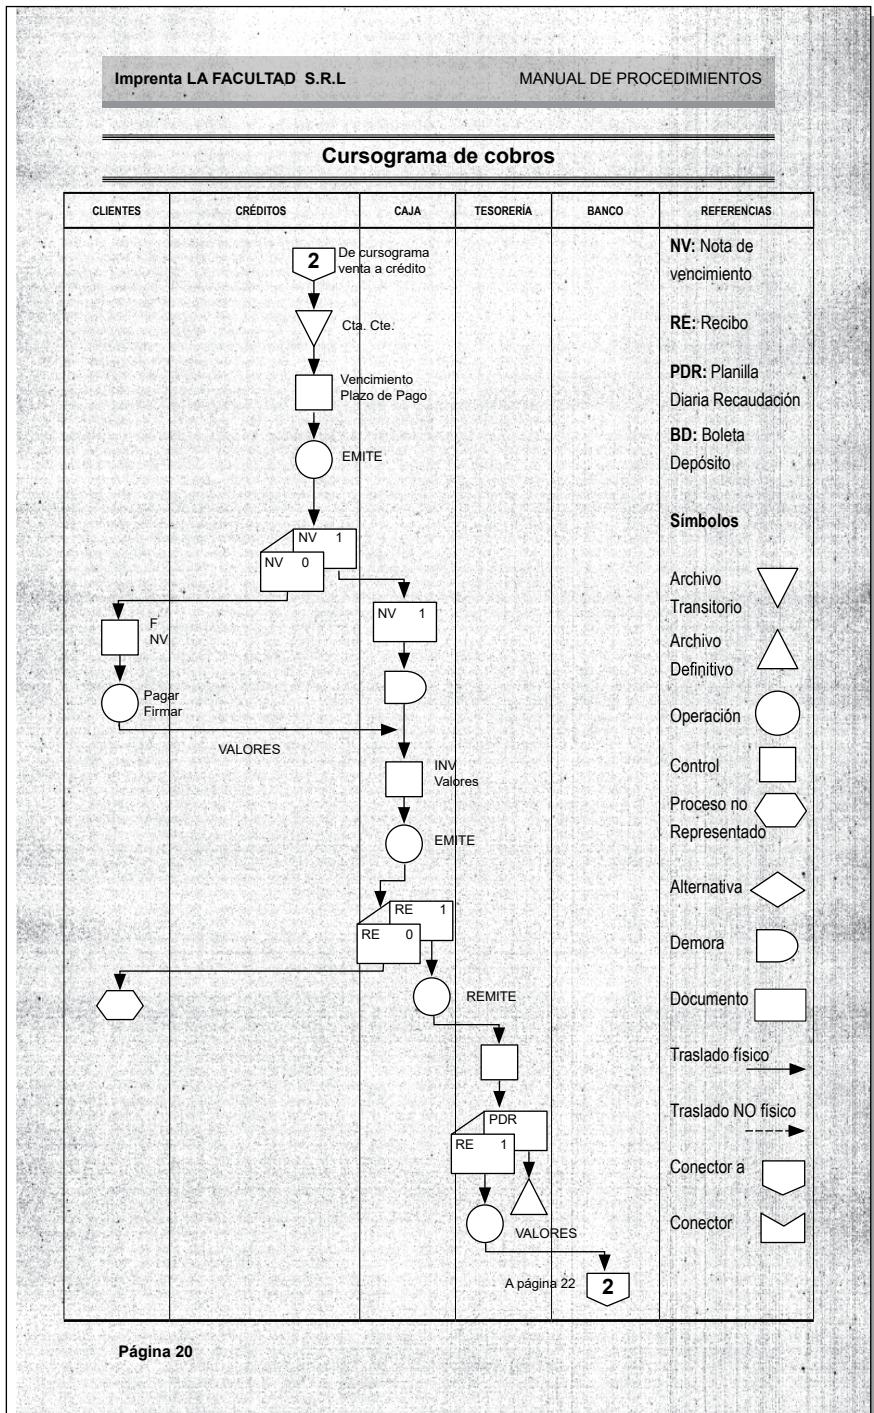 Imprenta LA FACULTAD S.R.L
MANUAL DE PROCEDIMIENTOS
Cursograma de cobros
CLIENTES
CRÉDITOS
CAJA
TESORERÍA
BANCO
REFERENCIAS
2
De cursograma
venta a crédito
Cta. Cte.
Vencimiento
Plazo de Pago
EMITE
NV 1
NV 0
NV 1
F
NV
Pagar
Firmar
VALORES
INV
Valores
EMITE
RE 1
RE 0
REMITE
PDR
RE 1
VALORES
A página 22
2
NV: Nota de
vencimiento
RE: Recibo
PDR: Planilla
Diaria Recaudación
BD: Boleta
Depósito
Símbolos
Archivo
Transitorio
Archivo
Definitivo
Operación
Control
Proceso no
Representado
Alternativa
Demora
Documento
Traslado físico
Traslado NO físico
Conector a
Conector
Página 20